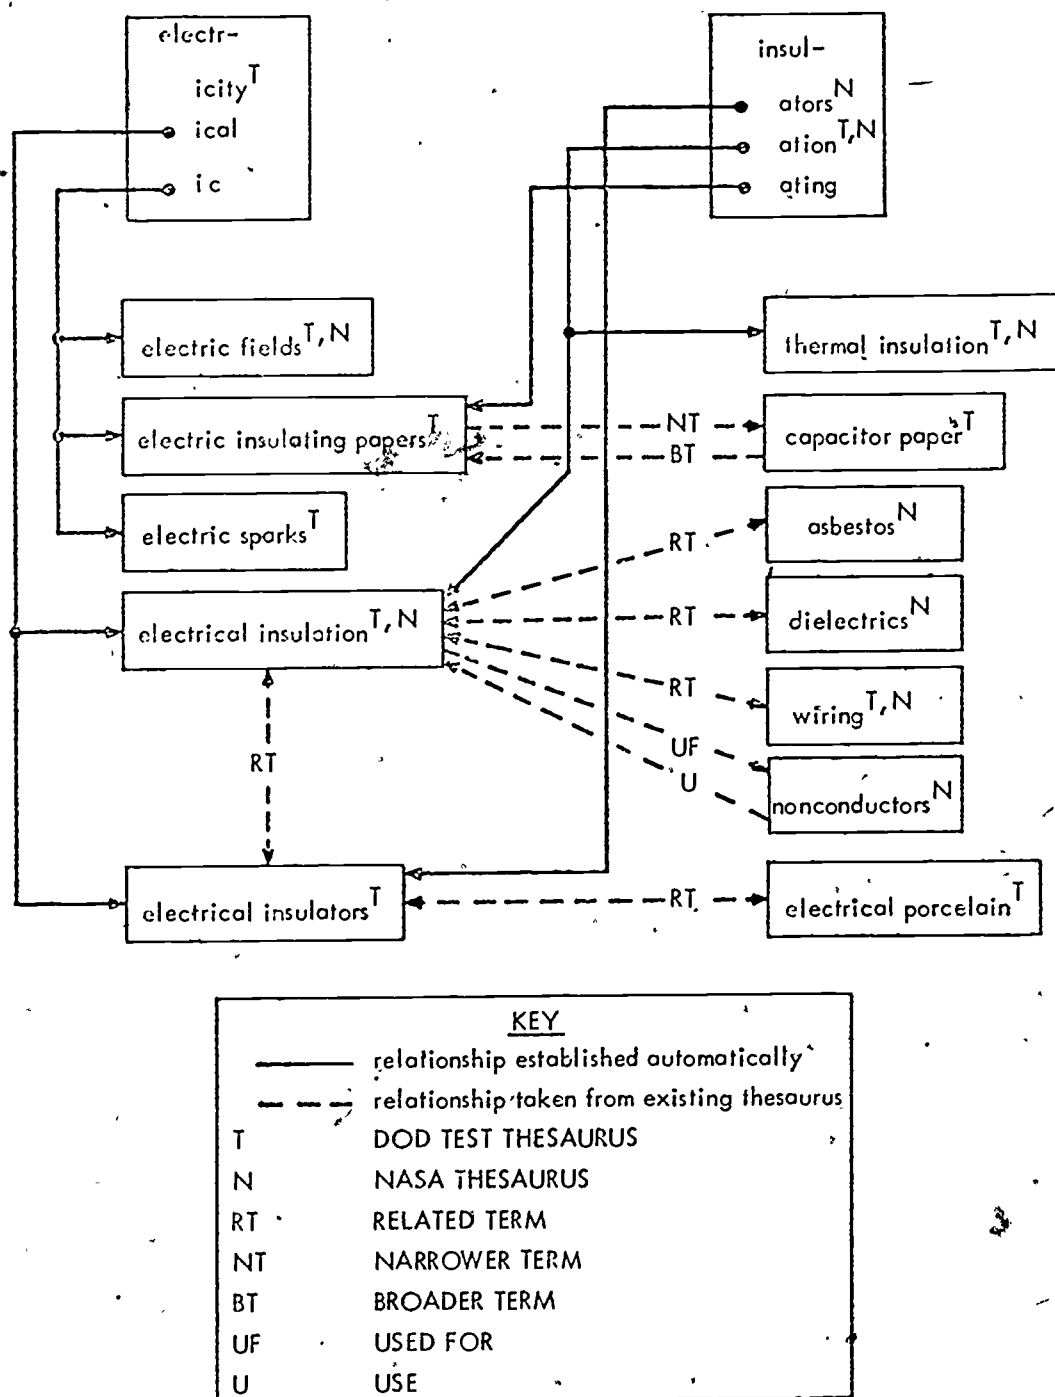 electr-
icity T
ical
ic
insul-
ators N
ation T,N
ating
electric fields T, N
thermal insulation T, N
electric insulating papers T
NT
BT
capacitor paper T
electric sparks T
asbestos N
RT
electrical insulation T, N
RT
dielectrics N
RT
wiring T, N
UF
U
nonconductors N
RT
electrical insulators T
RT
electrical porcelain T
KEY
relationship established automatically
relationship taken from existing thesaurus
T DOD TEST THESAURUS
N NASA THESAURUS
RT RELATED TERM
NT NARROWER TERM
BT BROADER TERM
UF USED FOR
U USE